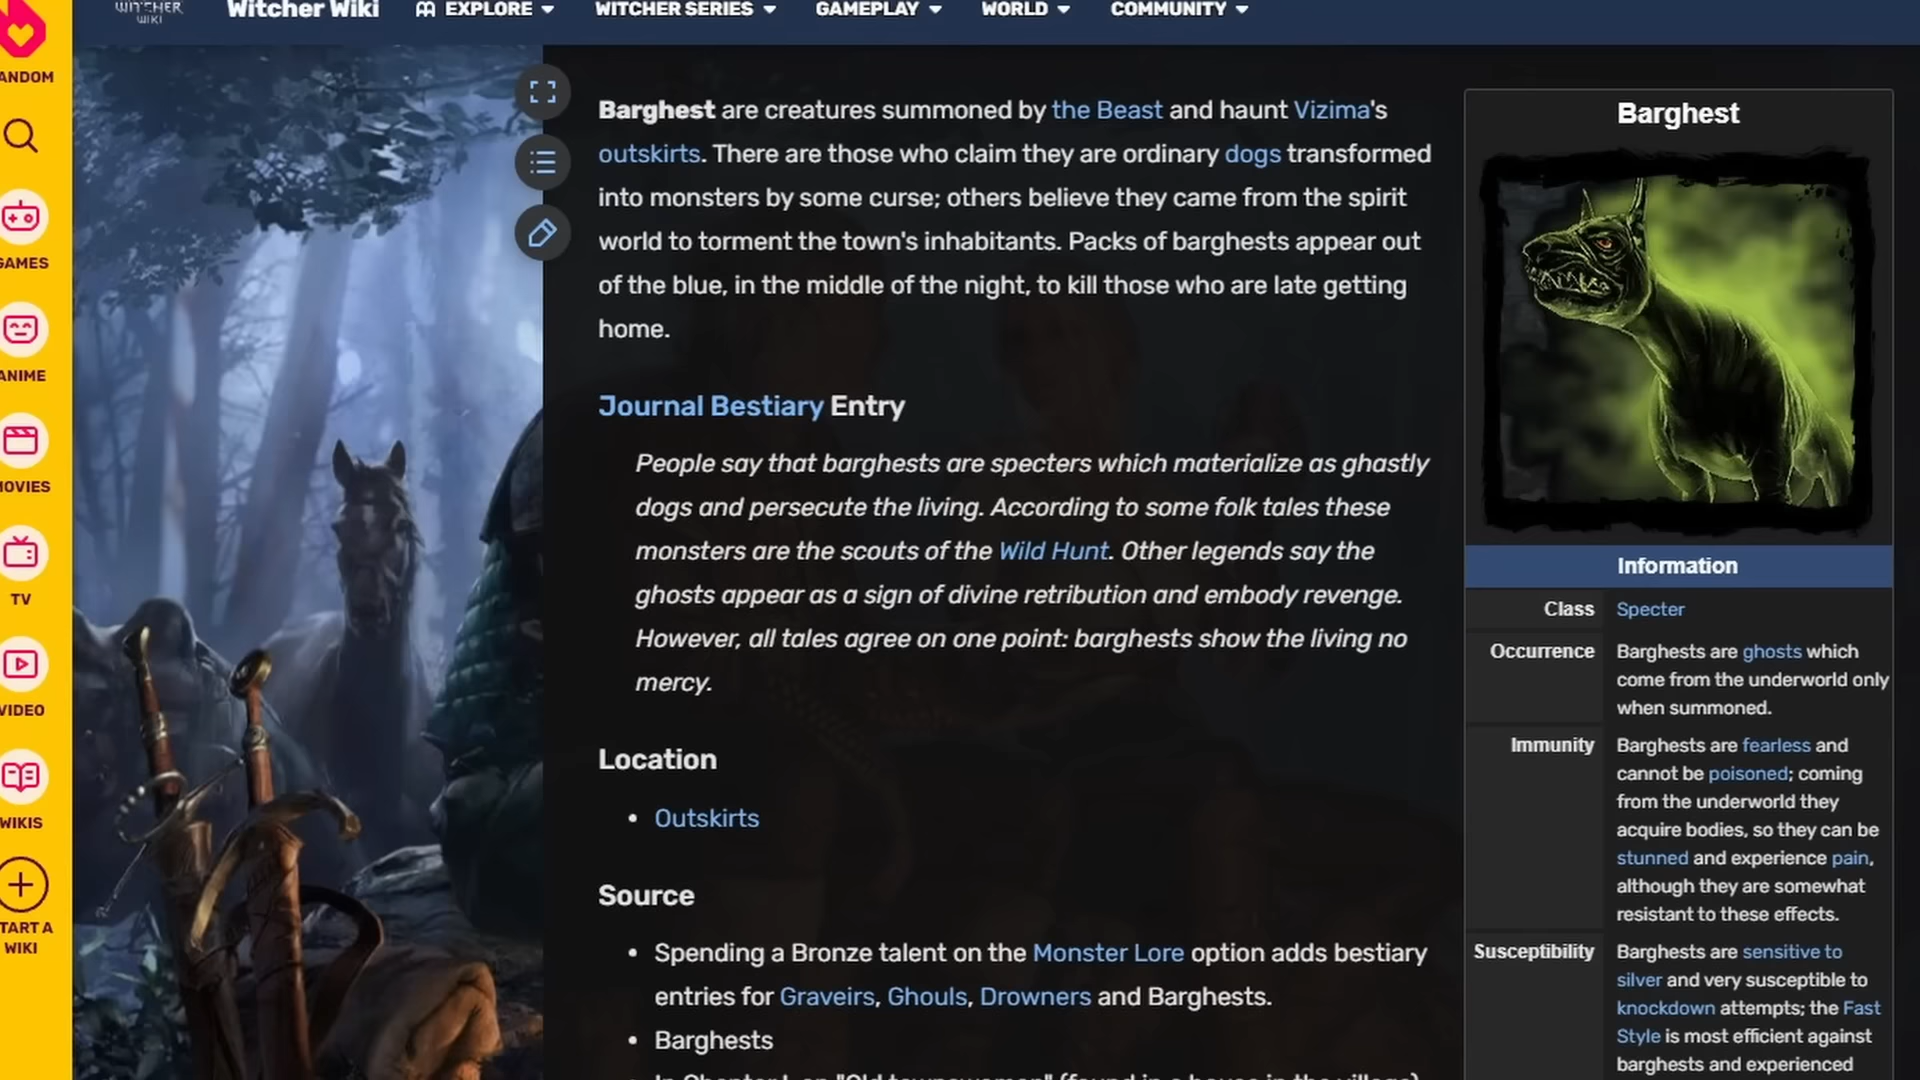 WITCHER
WIKI
Witcher Wiki
EXPLORE
WITCHER SERIES
GAMEPLAY
WORLD
COMMUNITY
ANDOM
GAMES
ANIME
MOVIES
TV
VIDEO
WIKIS
TART A
WIKI
Barghest are creatures summoned by the Beast and haunt Vizima's
outskirts. There are those who claim they are ordinary dogs transformed
into monsters by some curse; others believe they came from the spirit
world to torment the town's inhabitants. Packs of barghests appear out
of the blue, in the middle of the night, to kill those who are late getting
home.
Journal Bestiary Entry
People say that barghests are specters which materialize as ghastly
dogs and persecute the living. According to some folk tales these
monsters are the scouts of the Wild Hunt. Other legends say the
ghosts appear as a sign of divine retribution and embody revenge.
However, all tales agree on one point: barghests show the living no
mercy.
Location
• Outskirts
Source
• Spending a Bronze talent on the Monster Lore option adds bestiary
entries for Graveirs, Ghouls, Drowners and Barghests.
• Barghests
Barghest
Information
Class Specter
Occurrence Barghests are ghosts which
come from the underworld only
when summoned.
Immunity Barghests are fearless and
cannot be poisoned; coming
from the underworld they
acquire bodies, so they can be
stunned and experience pain,
although they are somewhat
resistant to these effects.
Susceptibility Barghests are sensitive to
silver and very susceptible to
knockdown attempts; the Fast
Style is most efficient against
barghests and experienced